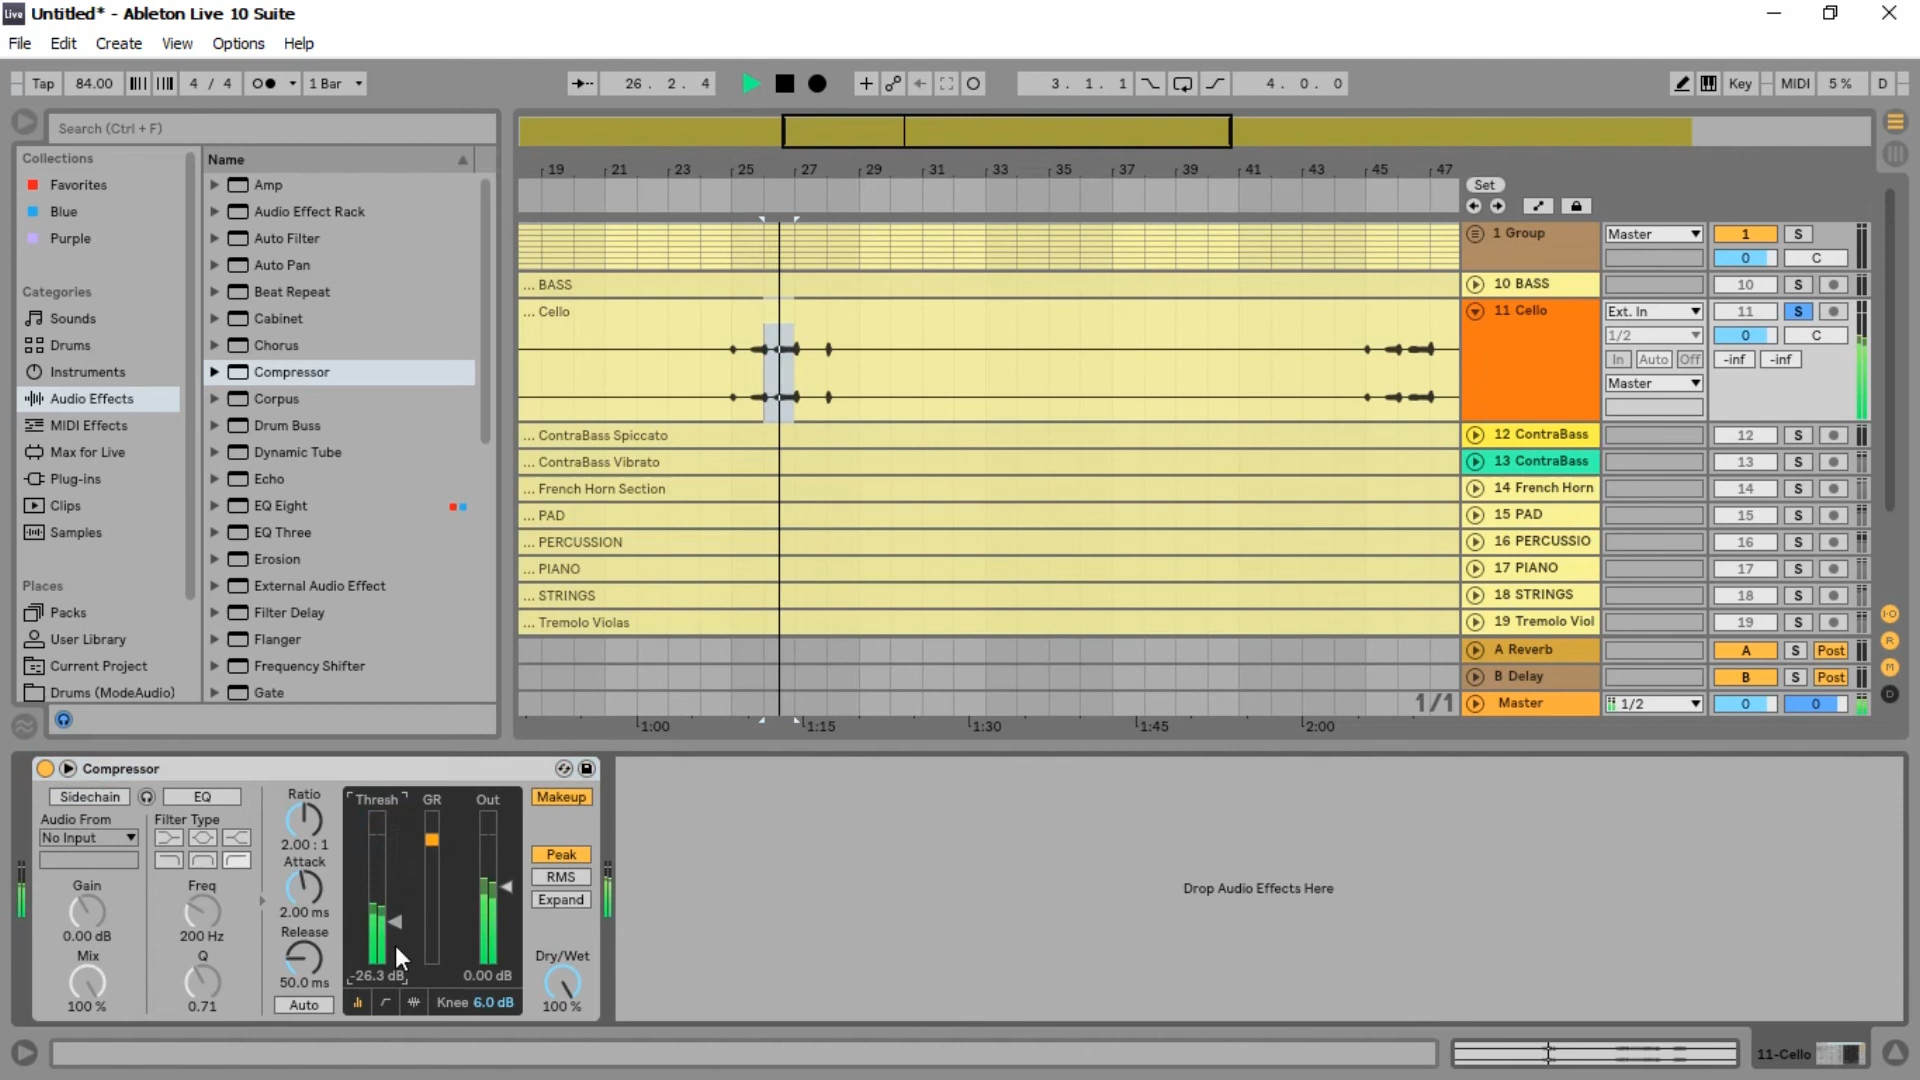 Live Untitled* - Ableton Live 10 Suite
File Edit Create View Options Help
Tap 84.00 4 / 4 1 Bar 26 . 2 . 4 3 . 1 . 1 4 . 0 . 0 Key MIDI 5 % D
Search (Ctrl + F)
Collections
Favorites
Blue
Purple
Categories
Sounds
Drums
Instruments
Audio Effects
MIDI Effects
Max for Live
Plug-ins
Clips
Samples
Places
Packs
User Library
Current Project
Drums (ModeAudio)
Name
Amp
Audio Effect Rack
Auto Filter
Auto Pan
Beat Repeat
Cabinet
Chorus
Compressor
Corpus
Drum Buss
Dynamic Tube
Echo
EQ Eight
EQ Three
Erosion
External Audio Effect
Filter Delay
Flanger
Frequency Shifter
Gate
19 21 23 25 27 29 31 33 35 37 39 41 43 45 47
Set
1 Group Master 1 S
0 C
... BASS 10 BASS 10 S
... Cello 11 Cello Ext. In 11 S
1/2 0 C
In Auto Off -inf -inf
Master
... ContraBass Spiccato 12 ContraBass 12 S
... ContraBass Vibrato 13 ContraBass 13 S
... French Horn Section 14 French Horn 14 S
... PAD 15 PAD 15 S
... PERCUSSION 16 PERCUSSIO 16 S
... PIANO 17 PIANO 17 S
... STRINGS 18 STRINGS 18 S
... Tremolo Violas 19 Tremolo Viol 19 S
A Reverb A S Post
B Delay B S Post
1/1 Master 1/2 0 0
1:00 1:15 1:30 1:45 2:00
I·O
R
M
D
Compressor
Sidechain EQ
Audio From Filter Type
No Input
Gain Freq
0.00 dB 200 Hz
Mix Q
100 % 0.71
Ratio
2.00 : 1
Attack
2.00 ms
Release
50.0 ms
Auto
Thresh GR Out
-26.3 dB 0.00 dB
Knee 6.0 dB
Makeup
Peak
RMS
Expand
Dry/Wet
100 %
Drop Audio Effects Here
11-Cello